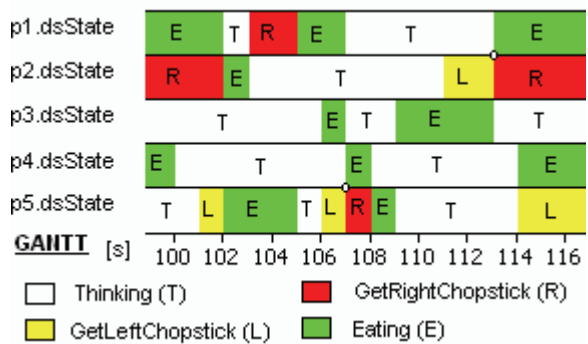 p1.dsState E T R E T E
p2.dsState R E T L R
p3.dsState T E T E T
p4.dsState E T E T E
p5.dsState T L E T L R E T L
GANTT [s] 100 102 104 106 108 110 112 114 116
Thinking (T) GetRightChopstick (R)
GetLeftChopstick (L) Eating (E)